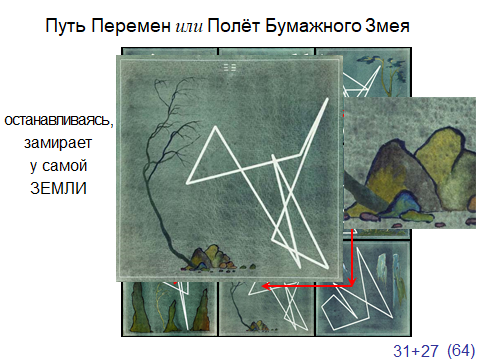 Путь Перемен или Полёт Бумажного Змея
останавливаясь,
замирает
у самой
ЗЕМЛИ
31+27 (64)